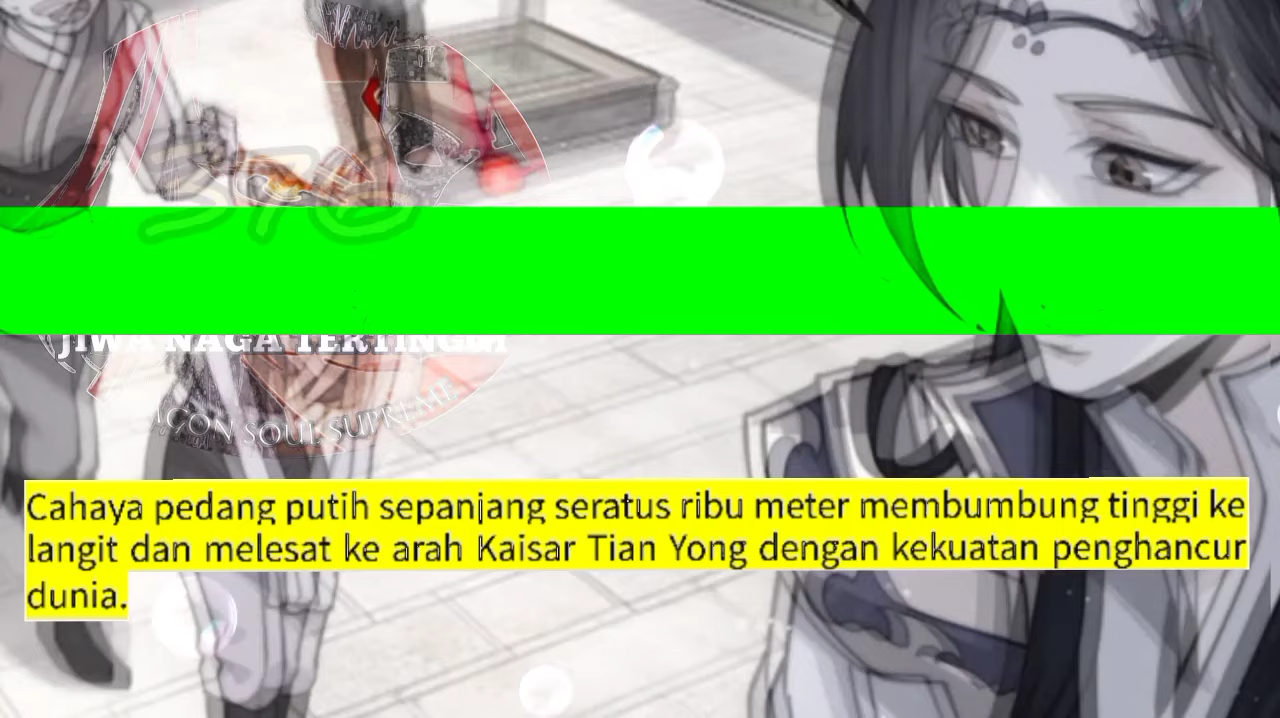 JIWA NAGA TERTINGGI
AGON SOUL SUPREME
Cahaya pedang putih sepanjang seratus ribu meter membumbung tinggi ke
langit dan melesat ke arah Kaisar Tian Yong dengan kekuatan penghancur
dunia.